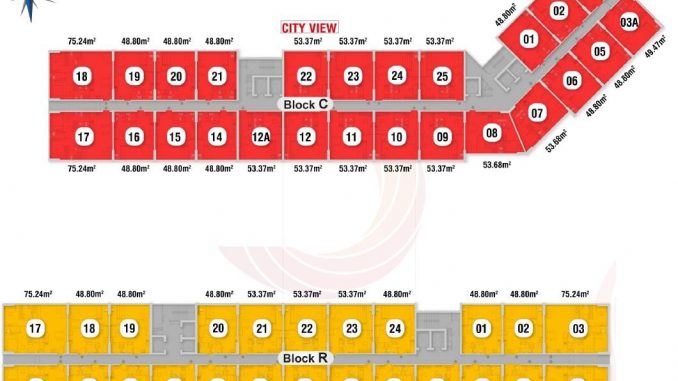 CITY VIEW
48.80m²
75.24m² 48.80m² 48.80m² 48.80m² 53.37m² 53.37m² 53.37m² 53.37m²
02
01
03A
49.47m²
05
48.80m²
06
48.80m²
07
53.68m²
18 19 20 21 22 23 24 25
Block C
17 16 15 14 12A 12 11 10 09 08
75.24m² 48.80m² 48.80m² 48.80m² 53.37m² 53.37m² 53.37m² 53.37m² 53.37m² 53.68m²
75.24m² 48.80m² 48.80m² 48.80m² 53.37m² 53.37m² 53.37m² 48.80m² 48.80m² 48.80m² 75.24m²
17 18 19 20 21 22 23 24 01 02 03
Block R